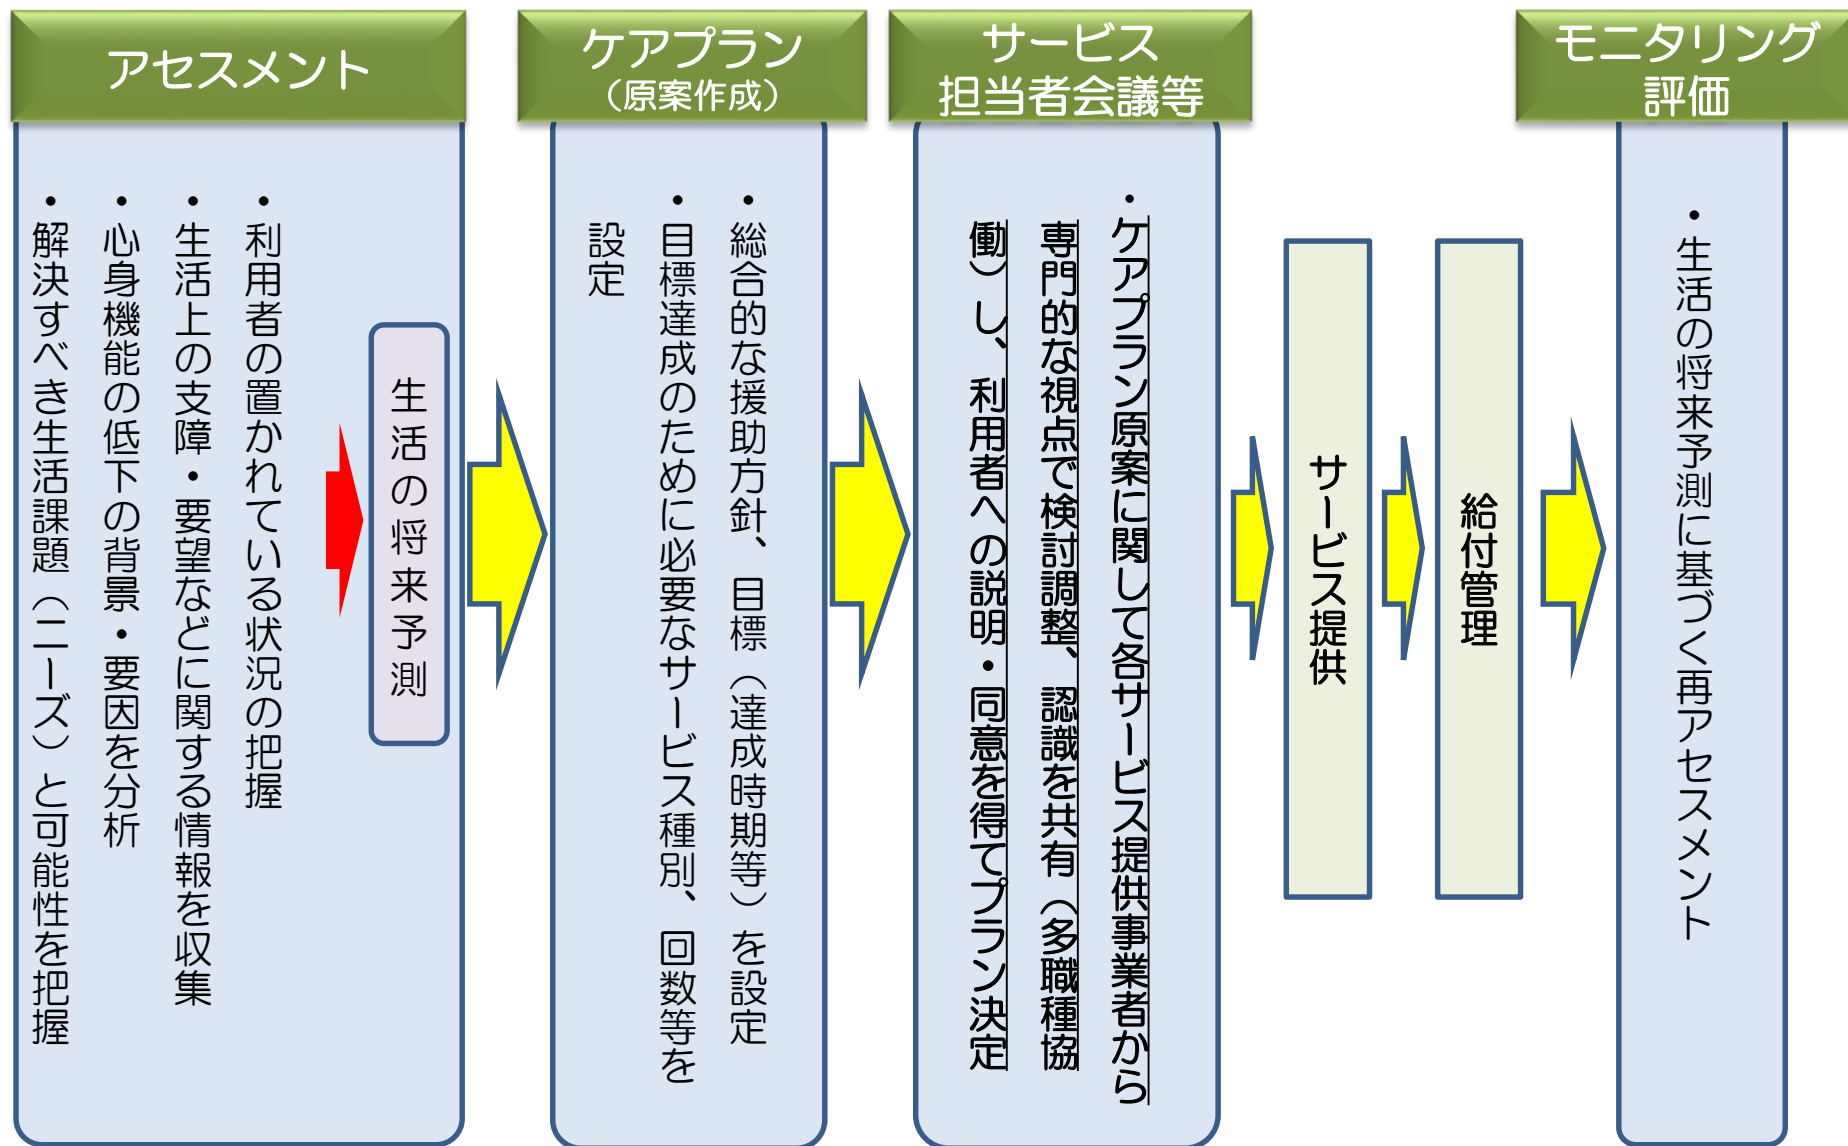 アセスメント
・利用者の置かれている状況の把握
・生活上の支障・要望などに関する情報を収集
・心身機能の低下の背景・要因を分析
・解決すべき生活課題（ニーズ）と可能性を把握
生活の将来予測
ケアプラン
（原案作成）
・総合的な援助方針、目標（達成時期等）を設定
・目標達成のために必要なサービス種別、回数等を
設定
サービス
担当者会議等
・ケアプラン原案に関して各サービス提供事業者から
専門的な視点で検討調整、認識を共有（多職種協
働）し、利用者への説明・同意を得てプラン決定
サービス提供
給付管理
モニタリング
評価
・生活の将来予測に基づく再アセスメント